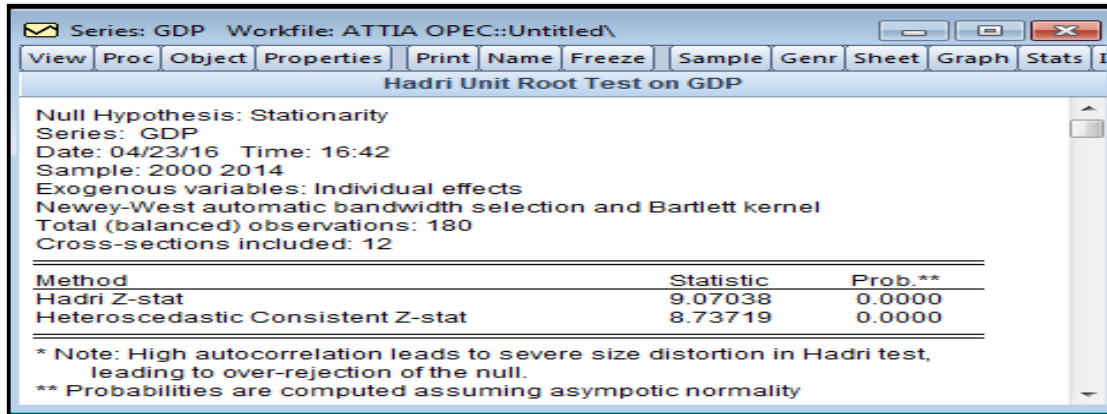 Series: GDP Workfile: ATTIA OPEC::Untitled\
View Proc Object Properties Print Name Freeze Sample Genr Sheet Graph Stats I
Hadri Unit Root Test on GDP
Null Hypothesis: Stationarity
Series: GDP
Date: 04/23/16 Time: 16:42
Sample: 2000 2014
Exogenous variables: Individual effects
Newey-West automatic bandwidth selection and Bartlett kernel
Total (balanced) observations: 180
Cross-sections included: 12
Method Statistic Prob.**
Hadri Z-stat 9.07038 0.0000
Heteroscedastic Consistent Z-stat 8.73719 0.0000
* Note: High autocorrelation leads to severe size distortion in Hadri test,
leading to over-rejection of the null.
** Probabilities are computed assuming asympotic normality